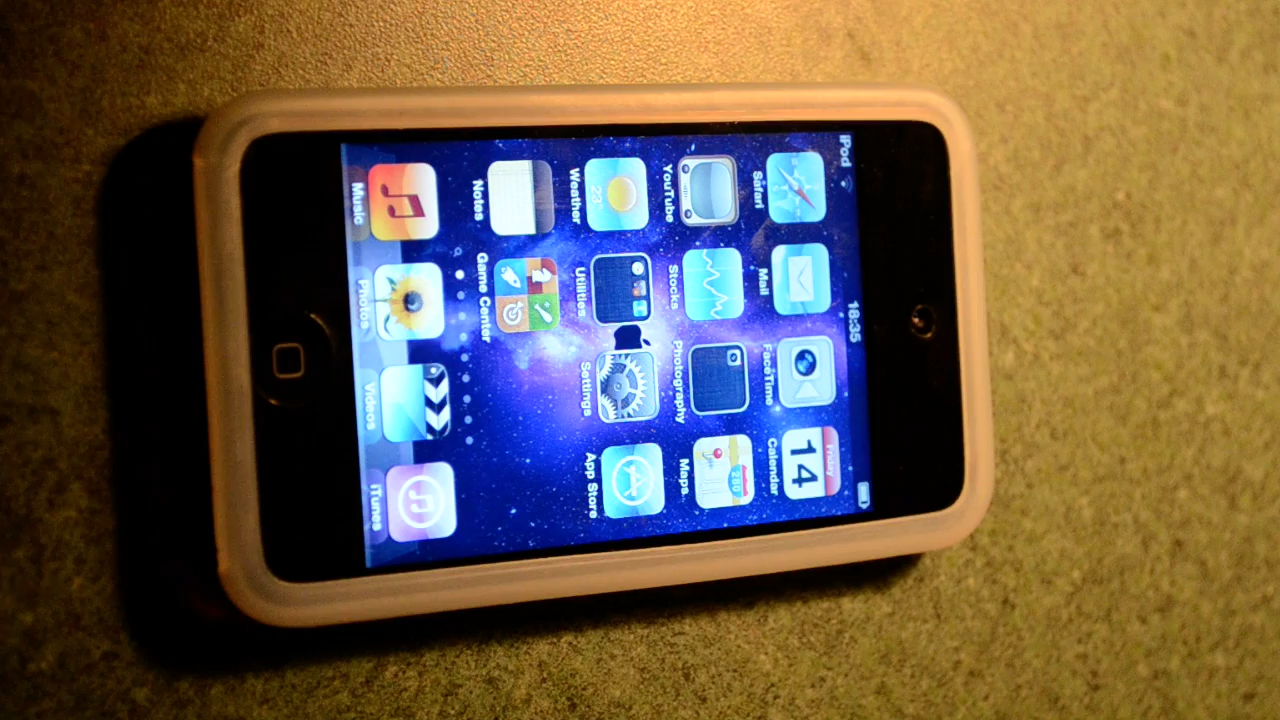 iPod 18:35
Friday
14
Safari Mail FaceTime Calendar
280
YouTube Stocks Photography Maps
23
Weather Utilities Settings App Store
Notes Game Center
Music Photos Videos iTunes